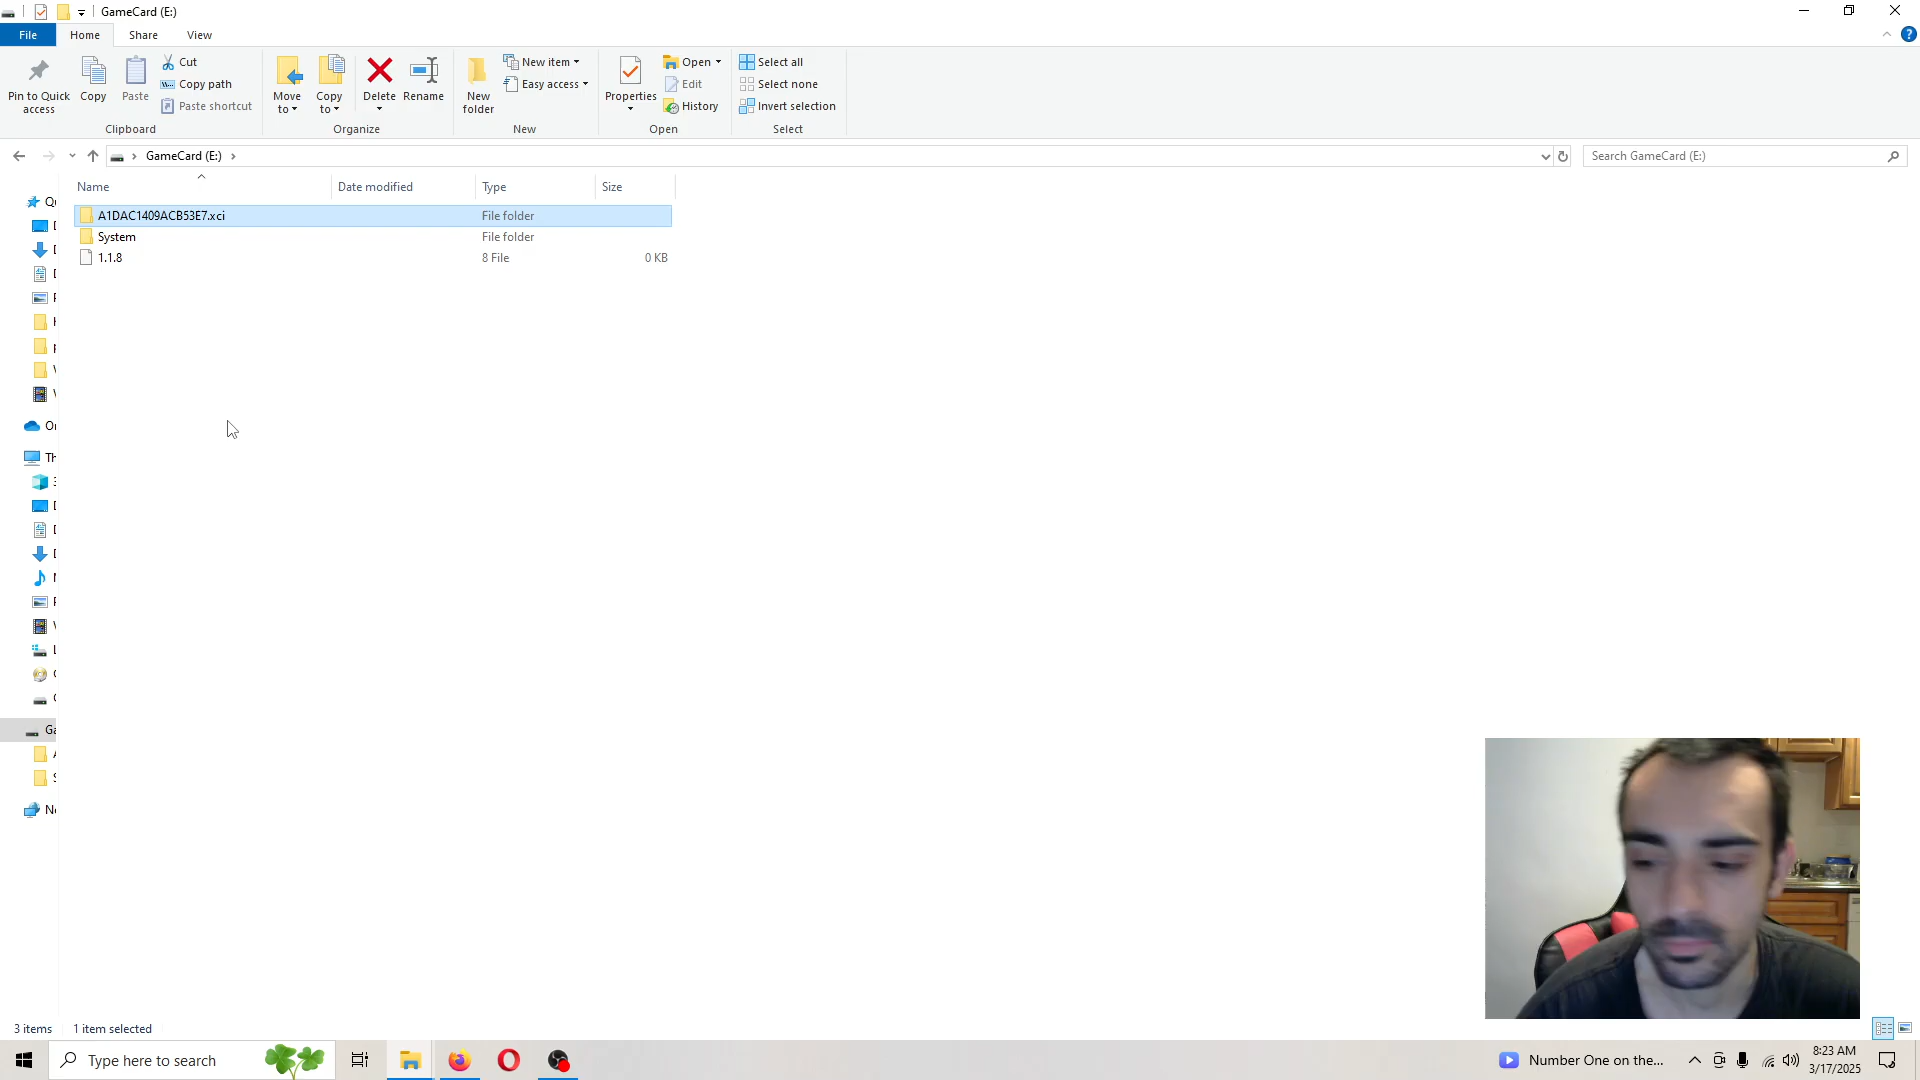 GameCard (E:)
File
Home
Share
View
Pin to Quick access
Copy
Paste
Cut
Copy path
Paste shortcut
Clipboard
Move to
Copy to
Delete
Rename
Organize
New folder
New item
Easy access
New
Properties
Open
Edit
History
Open
Select all
Select none
Invert selection
Select
GameCard (E:)
Search GameCard (E:)
Name
Date modified
Type
Size
A1DAC1409ACB53E7.xci
File folder
System
File folder
1.1.8
8 File
0 KB
3 items
1 item selected
Type here to search
Number One on the...
8:23 AM
3/17/2025